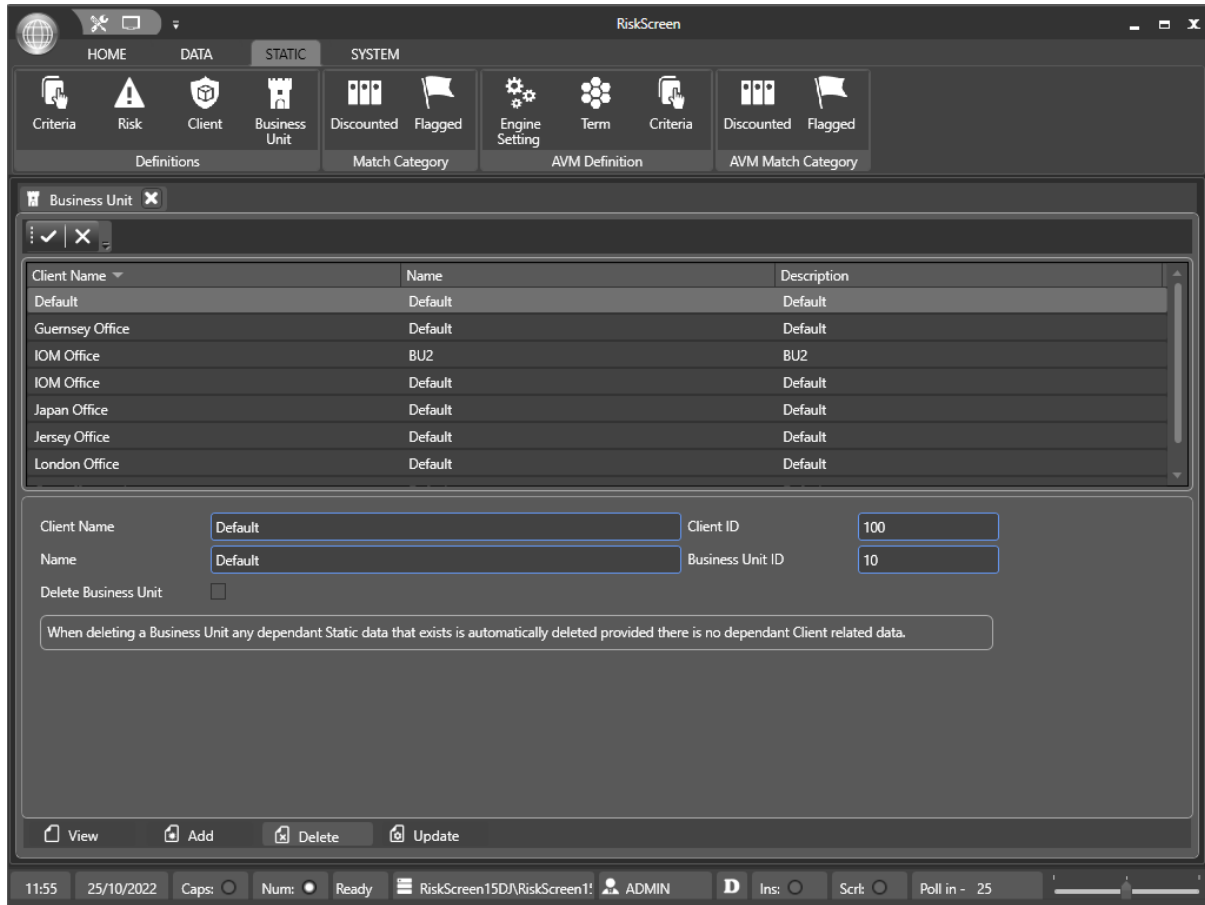 RiskScreen
HOME DATA STATIC SYSTEM
Criteria Risk Client Business Unit Discounted Flagged Engine Setting Term Criteria Discounted Flagged
Definitions Match Category AVM Definition AVM Match Category
Business Unit
Client Name Name Description
Default Default Default
Guernsey Office Default Default
IOM Office BU2 BU2
IOM Office Default Default
Japan Office Default Default
Jersey Office Default Default
London Office Default Default
Client Name Default Client ID 100
Name Default Business Unit ID 10
Delete Business Unit
When deleting a Business Unit any dependant Static data that exists is automatically deleted provided there is no dependant Client related data.
View Add Delete Update
11:55 25/10/2022 Caps: Num: Ready RiskScreen15DJ\RiskScreen15 ADMIN D Ins: Scrl: Poll in - 25